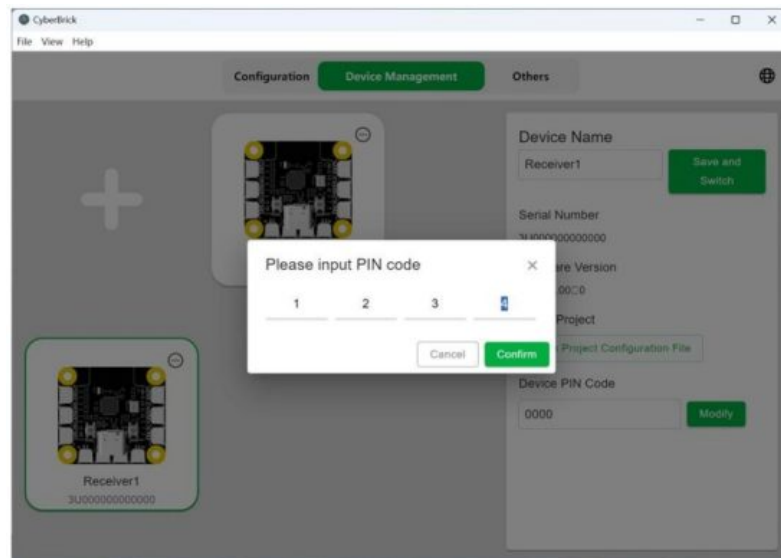 CyberBrick
File View Help
Configuration Device Management Others
Device Name
Receiver1
Save and
Switch
Serial Number
3U000000000000
Please input PIN code
1 2 3 4
Cancel Confirm
are Version
Project
Project Configuration File
Device PIN Code
0000
Modify
Receiver1
3U000000000000